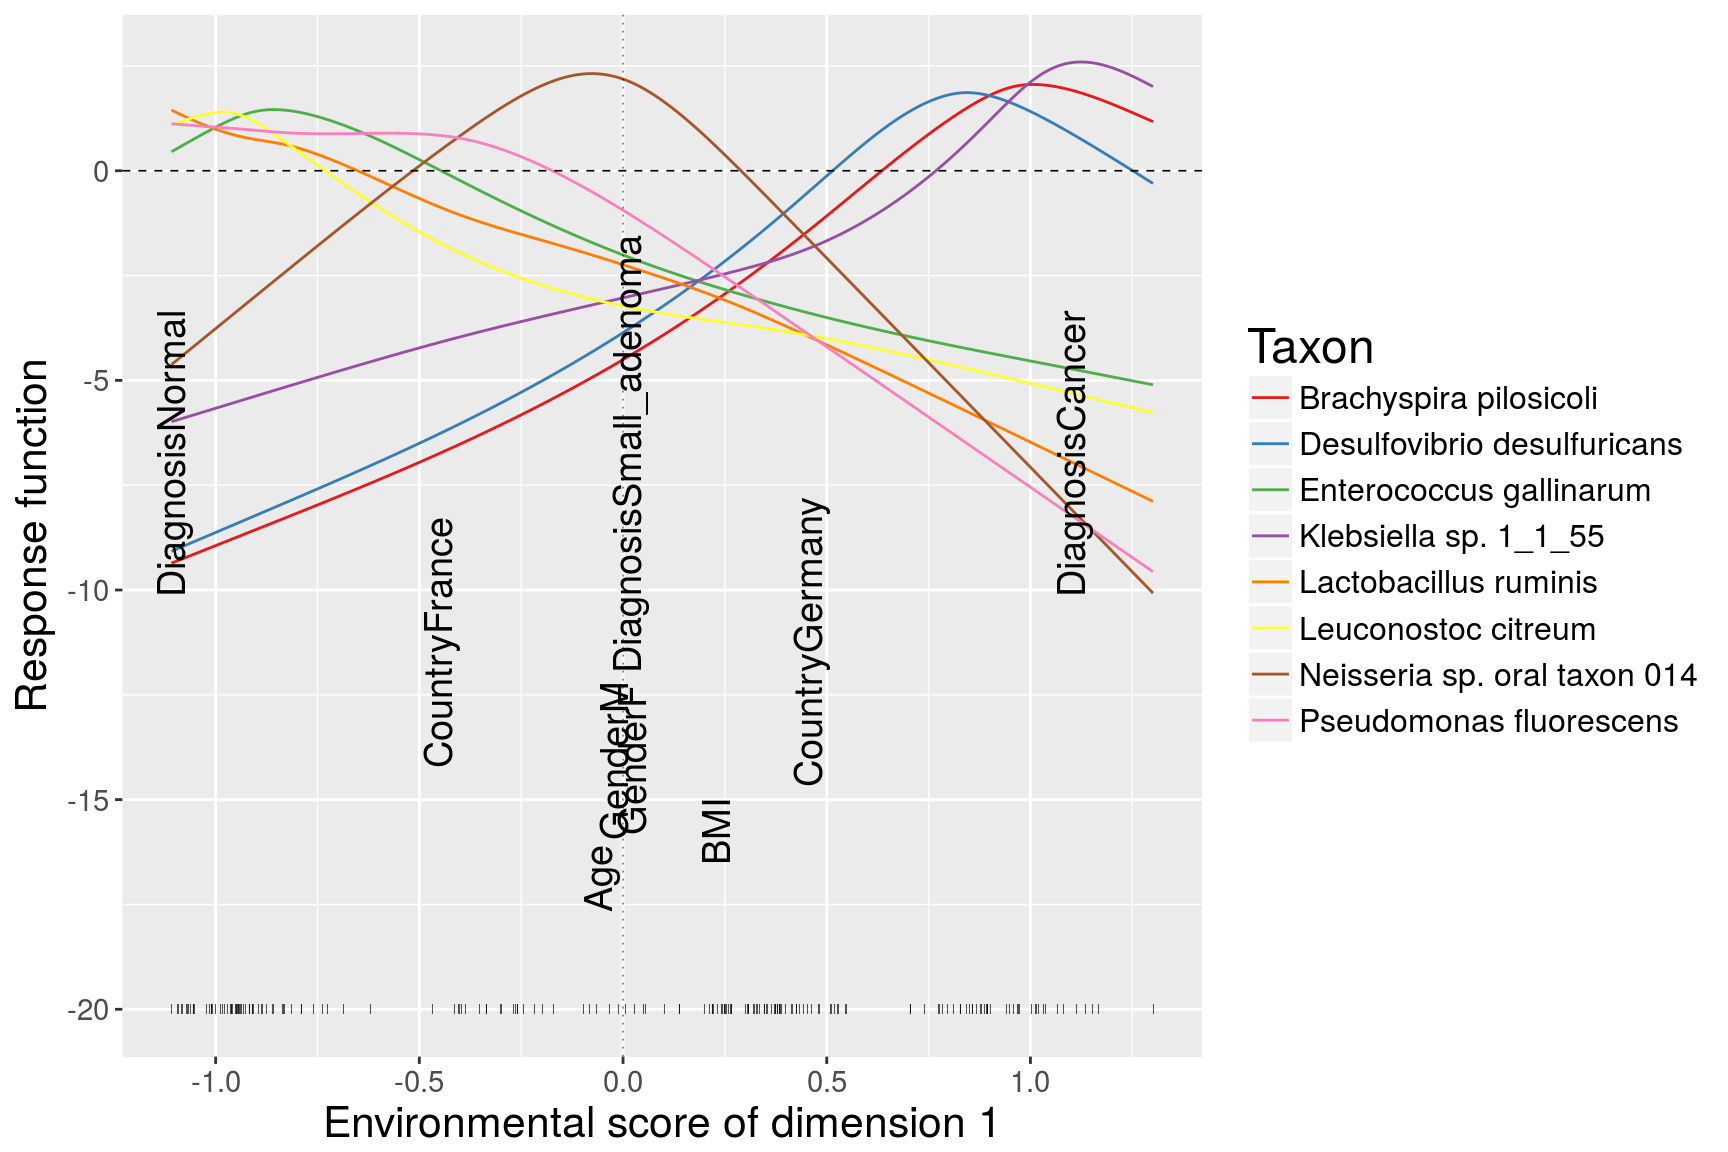 Response function
0
-5
-10
-15
-20
DiagnosisNormal
CountryFrance
Age
GenderM
GenderF
DiagnosisSmall_adenoma
BMI
CountryGermany
DiagnosisCancer
-1.0
-0.5
0.0
0.5
1.0
Environmental score of dimension 1
Taxon
Brachyspira pilosicoli
Desulfovibrio desulfuricans
Enterococcus gallinarum
Klebsiella sp. 1_1_55
Lactobacillus ruminis
Leuconostoc citreum
Neisseria sp. oral taxon 014
Pseudomonas fluorescens